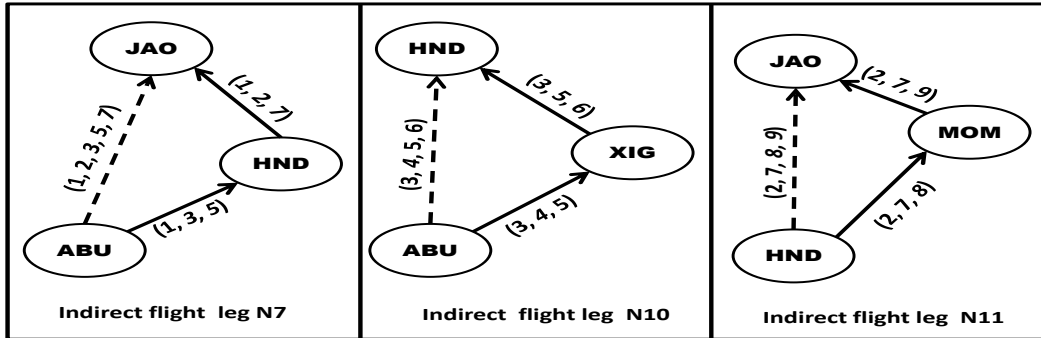 JAO
(1, 2, 3, 5, 7)
(1, 2, 7)
HND
(1, 3, 5)
ABU
Indirect flight leg N7
HND
(3, 4, 5, 6)
(3, 5, 6)
XIG
(3, 4, 5)
ABU
Indirect flight leg N10
JAO
(2, 7, 9)
MOM
(2, 7, 8, 9)
(2, 7, 8)
HND
Indirect flight leg N11